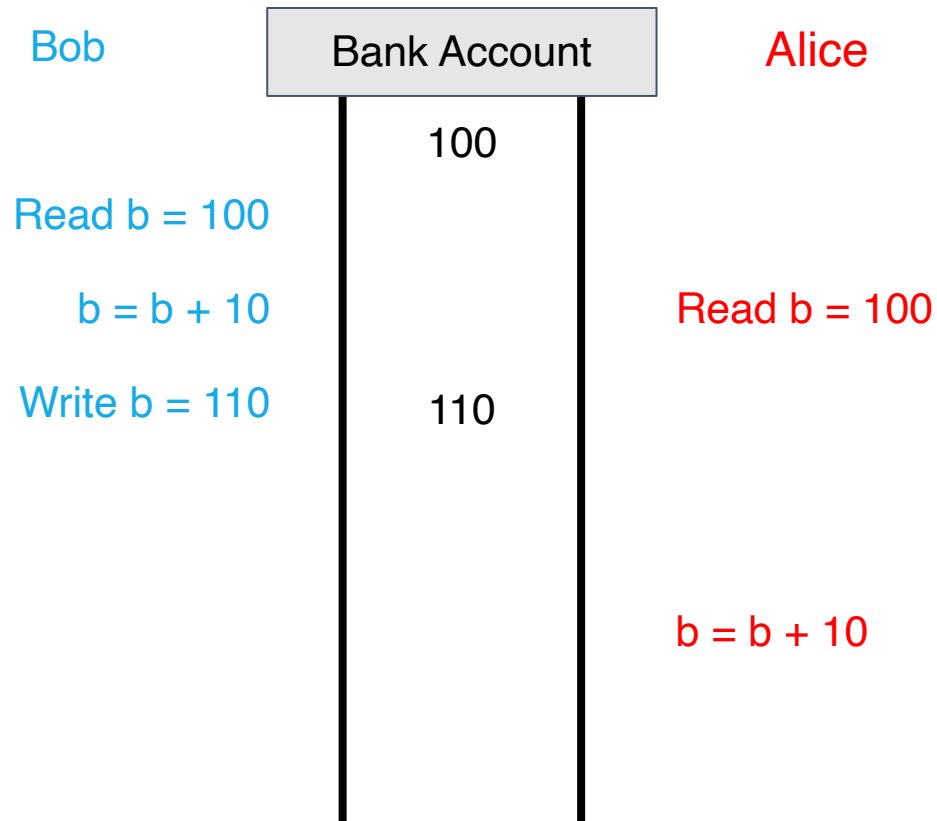 Bob
Bank Account
Alice
100
Read b = 100
b = b + 10
Read b = 100
Write b = 110
110
b = b + 10